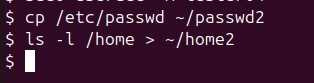 $ cp /etc/passwd ~/passwd2
$ ls -l /home > ~/home2
$